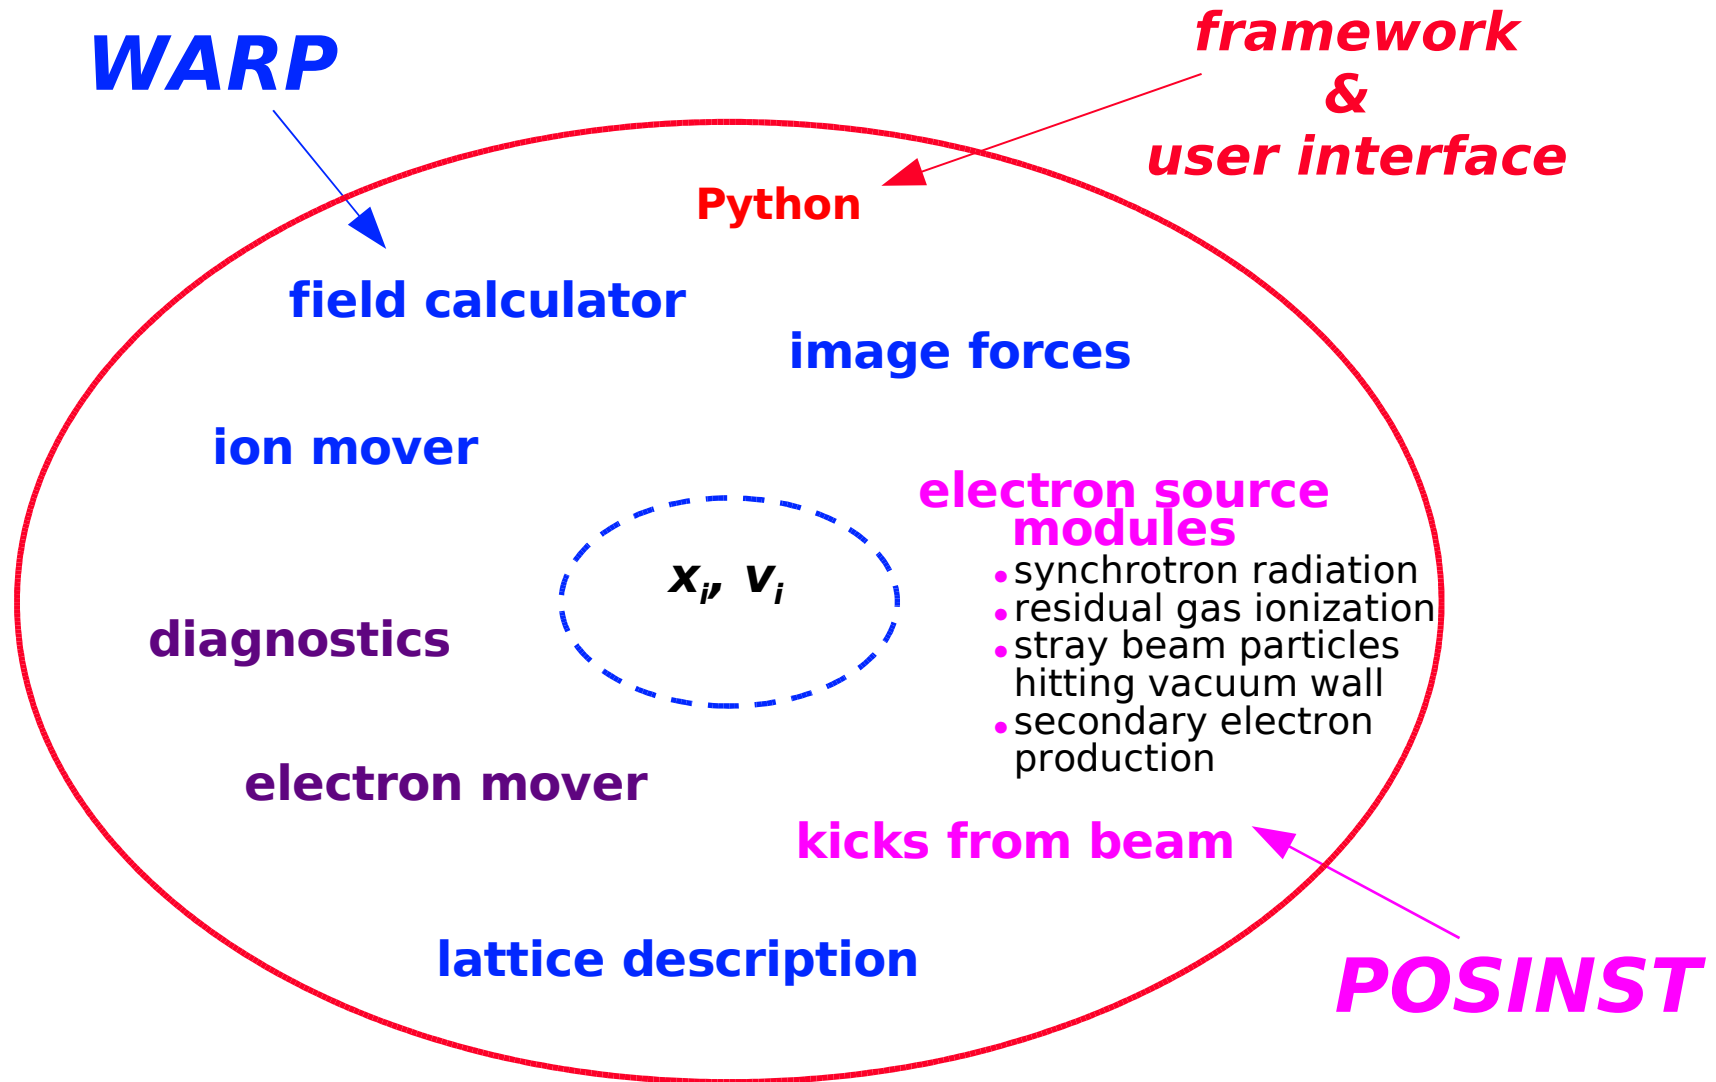 WARP
framework
&
user interface
Python
field calculator
image forces
ion mover
electron source
modules
• synchrotron radiation
• residual gas ionization
• stray beam particles
hitting vacuum wall
• secondary electron
production
xi, vi
diagnostics
electron mover
kicks from beam
lattice description
POSINST